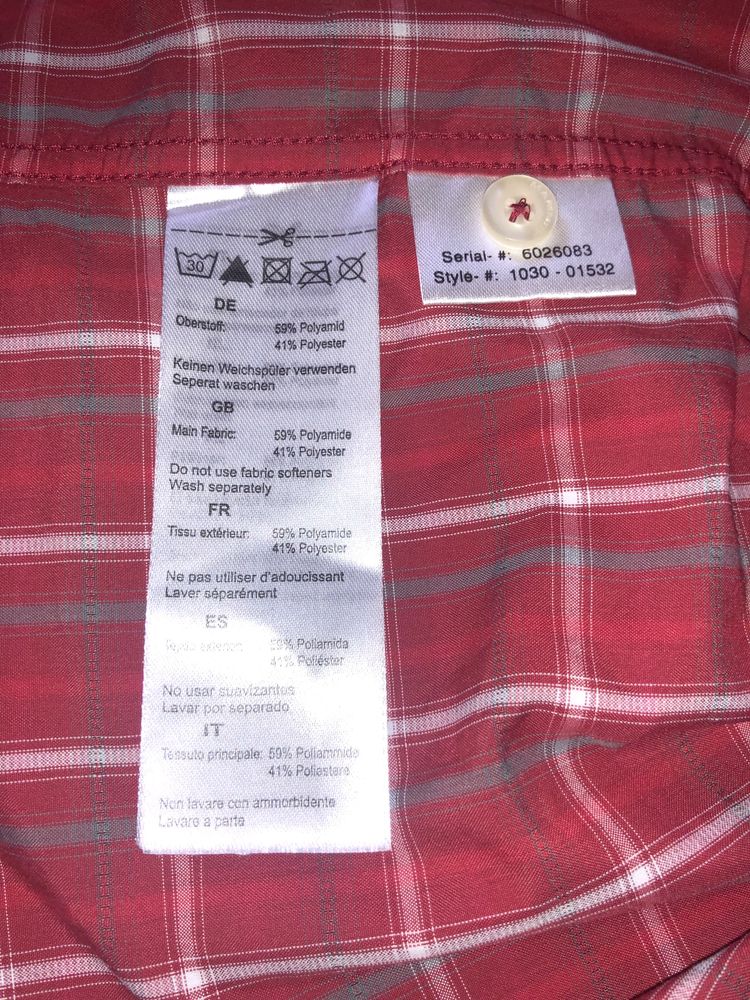 30
DE
Oberstoff: 59% Polyamid
41% Polyester
Keinen Weichspüler verwenden
Seperat waschen
GB
Main Fabric: 59% Polyamide
41% Polyester
Do not use fabric softeners
Wash separately
FR
Tissu extérieur: 59% Polyamide
41% Polyester
Ne pas utiliser d'adoucissant
Laver séparément
ES
59% Poliamida
41% Poliéster
No usar suavizantes
Lavar por separado
IT
Tessuto principale: 59% Poliammide
41% Poliestere
Non lavare con ammorbidente
Lavare a parte
Serial- #: 6026083
Style- #: 1030 - 01532